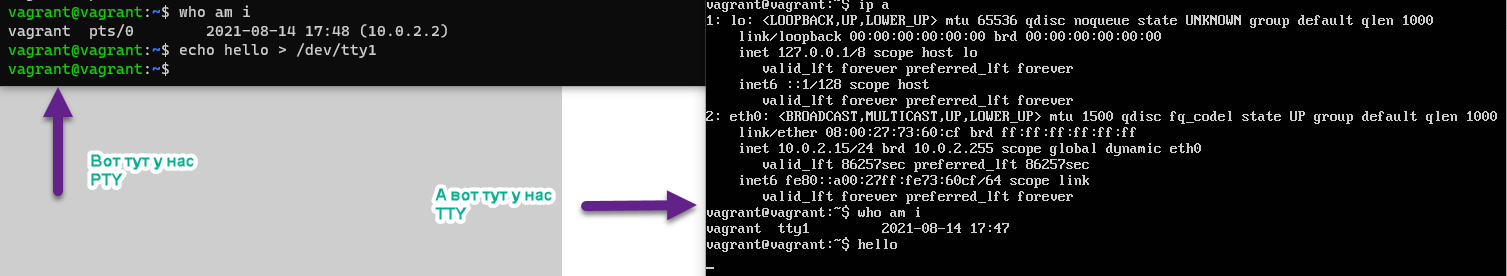 vagrant@vagrant:~$ who am i
vagrant  pts/0        2021-08-14 17:48 (10.0.2.2)
vagrant@vagrant:~$ echo hello > /dev/tty1
vagrant@vagrant:~$
Вот тут у нас
PTY
А вот тут у нас
TTY
vagrant@vagrant:~$ ip a
1: lo: <LOOPBACK,UP,LOWER_UP> mtu 65536 qdisc noqueue state UNKNOWN group default qlen 1000
    link/loopback 00:00:00:00:00:00 brd 00:00:00:00:00:00
    inet 127.0.0.1/8 scope host lo
       valid_lft forever preferred_lft forever
    inet6 ::1/128 scope host
       valid_lft forever preferred_lft forever
2: eth0: <BROADCAST,MULTICAST,UP,LOWER_UP> mtu 1500 qdisc fq_codel state UP group default qlen 1000
    link/ether 08:00:27:73:60:cf brd ff:ff:ff:ff:ff:ff
    inet 10.0.2.15/24 brd 10.0.2.255 scope global dynamic eth0
       valid_lft 86257sec preferred_lft 86257sec
    inet6 fe80::a00:27ff:fe73:60cf/64 scope link
       valid_lft forever preferred_lft forever
vagrant@vagrant:~$ who am i
vagrant  tty1         2021-08-14 17:47
vagrant@vagrant:~$ hello